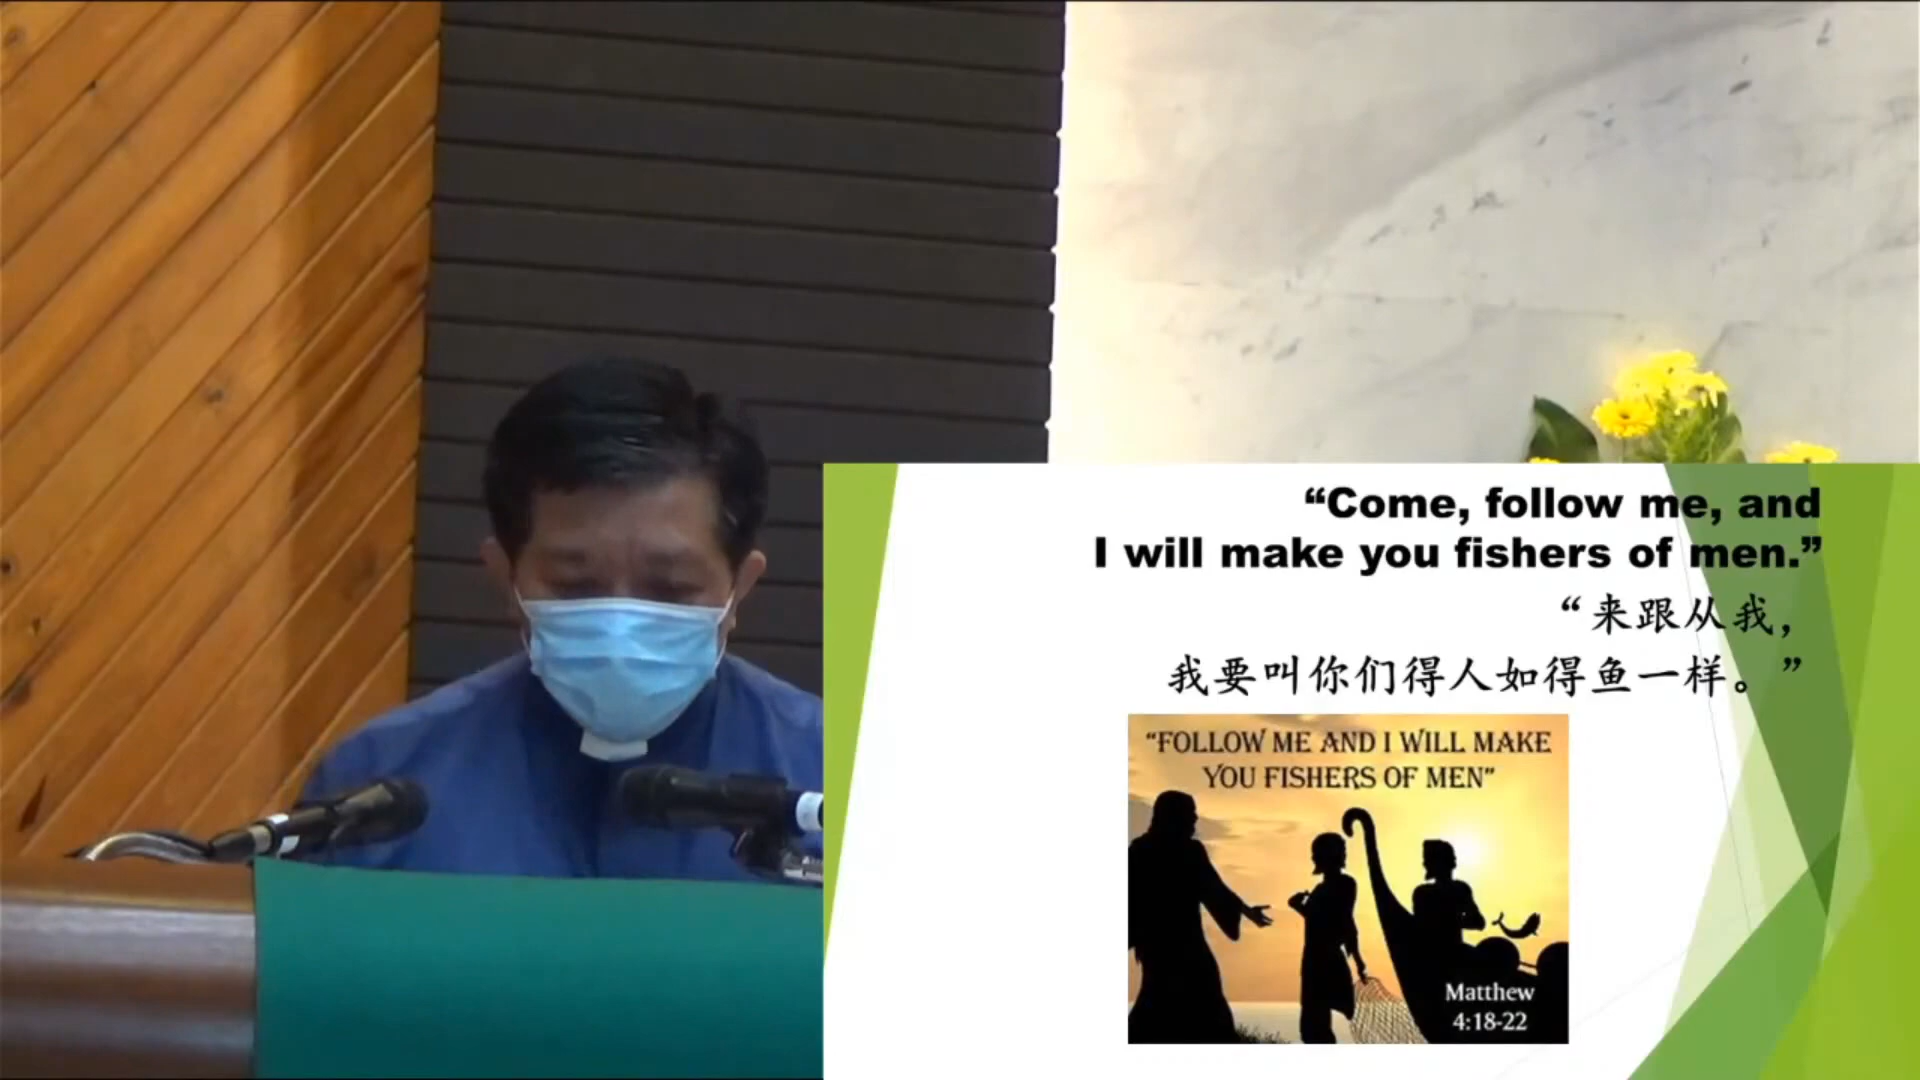 “Come, follow me, and
I will make you fishers of men.”
“来跟从我，
我要叫你们得人如得鱼一样。”
“FOLLOW ME AND I WILL MAKE
YOU FISHERS OF MEN”
Matthew
4:18-22